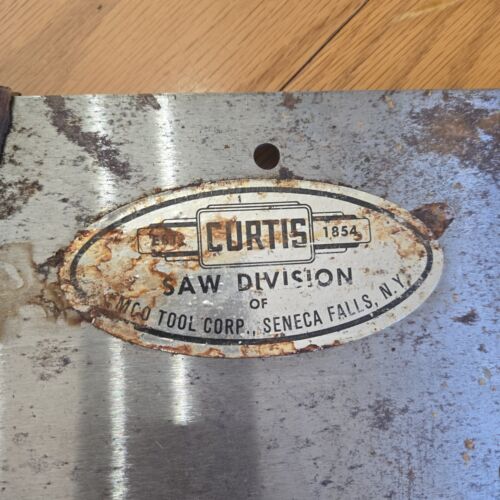 CURTIS
1854
SAW DIVISION
OF
TOOL CORP., SENECA FALLS, N.Y.